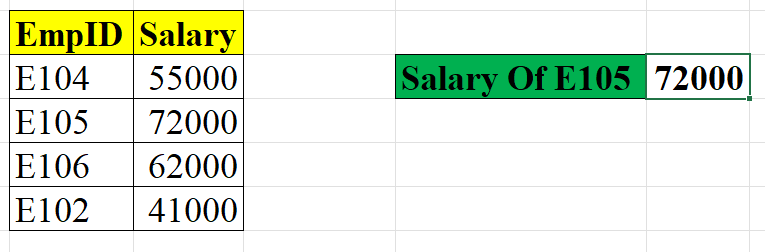 EmpID Salary
E104 55000
Salary Of E105 72000
E105 72000
E106 62000
E102 41000